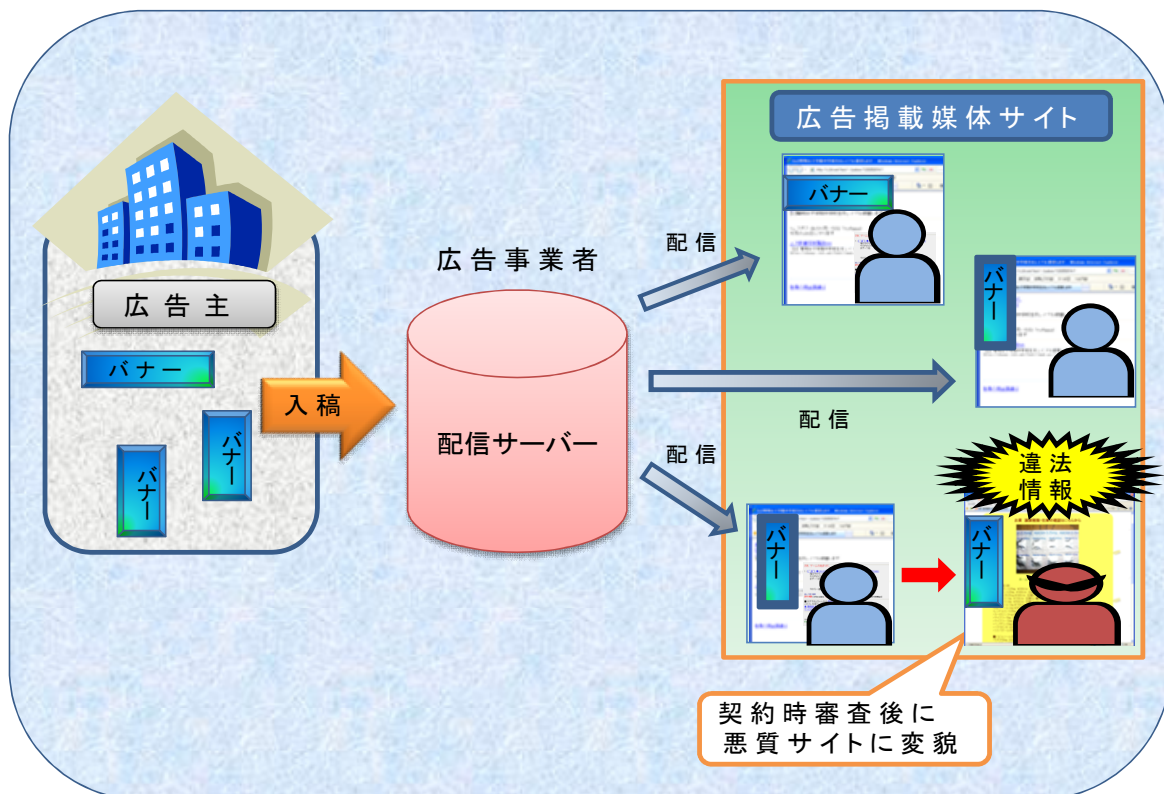 広告掲載媒体サイト
バナー
配信
広告事業者
バナー
広告主
バナー
入稿
配信サーバー
配信
バナー
バナー
配信
違法
情報
バナー
バナー
契約時審査後に
悪質サイトに変貌